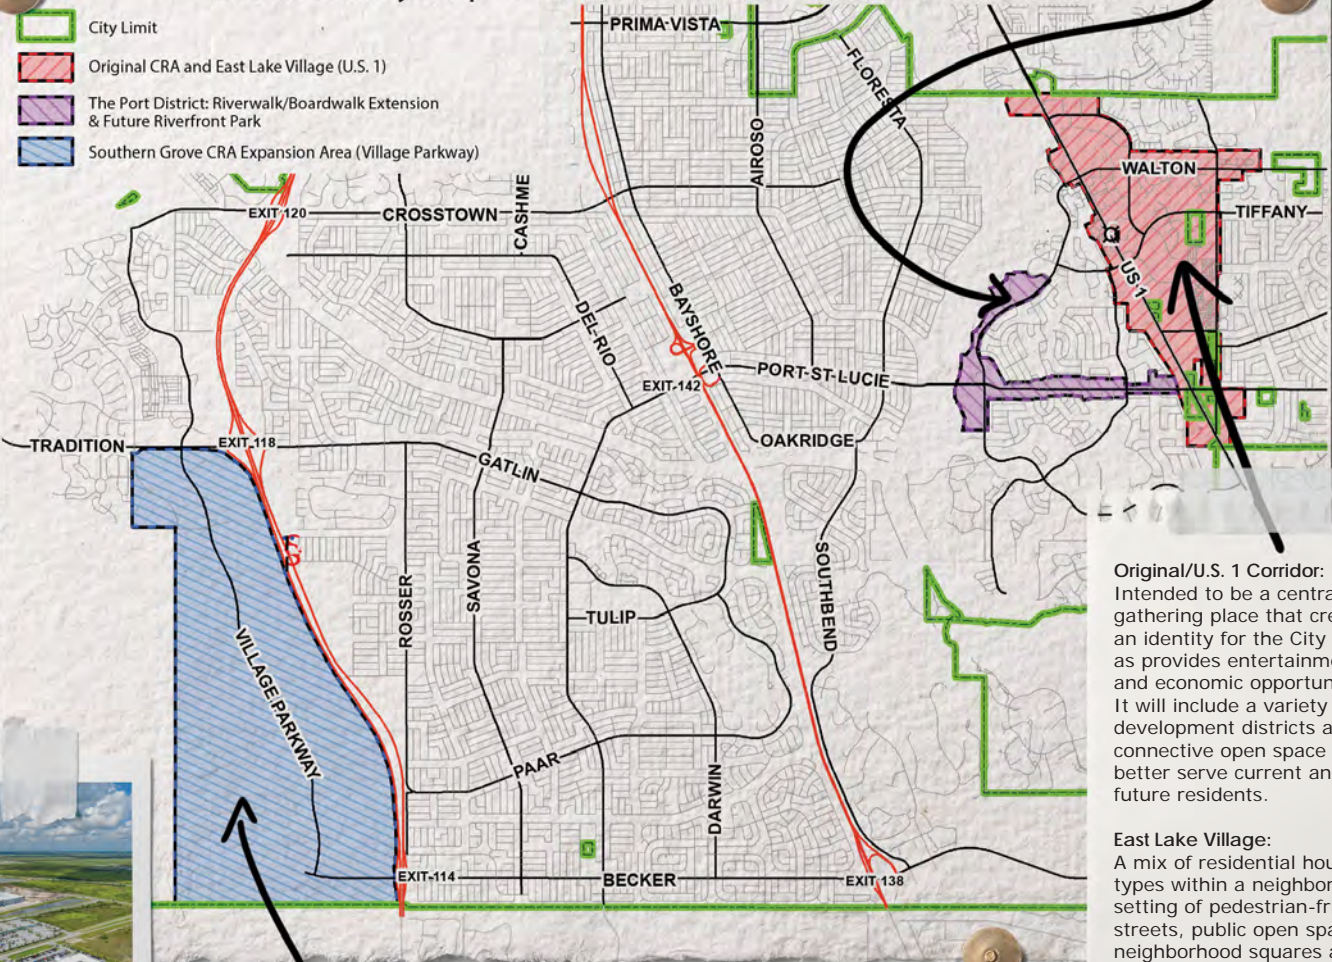 City Limit
Original CRA and East Lake Village (U.S. 1)
The Port District: Riverwalk/Boardwalk Extension
& Future Riverfront Park
Southern Grove CRA Expansion Area (Village Parkway)
PRIMA VISTA
FLORESTA
AIROSO
WALTON
CASHME
EXIT 120
CROSSTOWN
TIFFANY
US 1
BAYSHORE
DEL-RIO
PORT-ST-LUCIE
EXIT-142
OAKRIDGE
TRADITION
EXIT 118
GATLIN
ROSSER
SAVONA
SOUTHBEND
TULIP
VILLAGE PARKWAY
PAAR
DARWIN
EXIT-114
BECKER
EXIT 138
Original/U.S. 1 Corridor:
Intended to be a centra
gathering place that cre
an identity for the City
as provides entertainme
and economic opportun
It will include a variety
development districts a
connective open space
better serve current an
future residents.
East Lake Village:
A mix of residential hou
types within a neighbor
setting of pedestrian-fr
streets, public open spa
neighborhood squares a